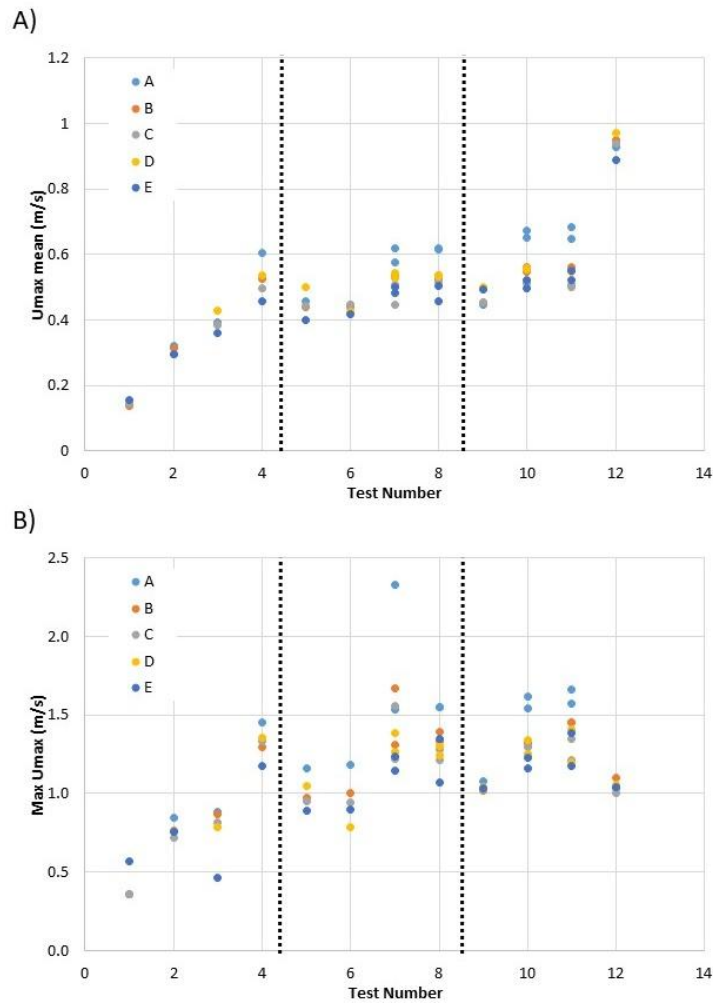 A)
1.2
1
0.8
0.6
0.4
0.2
0
Umax mean (m/s)
A
B
C
D
E
0 2 4 6 8 10 12 14
Test Number
B)
2.5
2.0
1.5
1.0
0.5
0.0
Max Umax (m/s)
A
B
C
D
E
0 2 4 6 8 10 12 14
Test Number